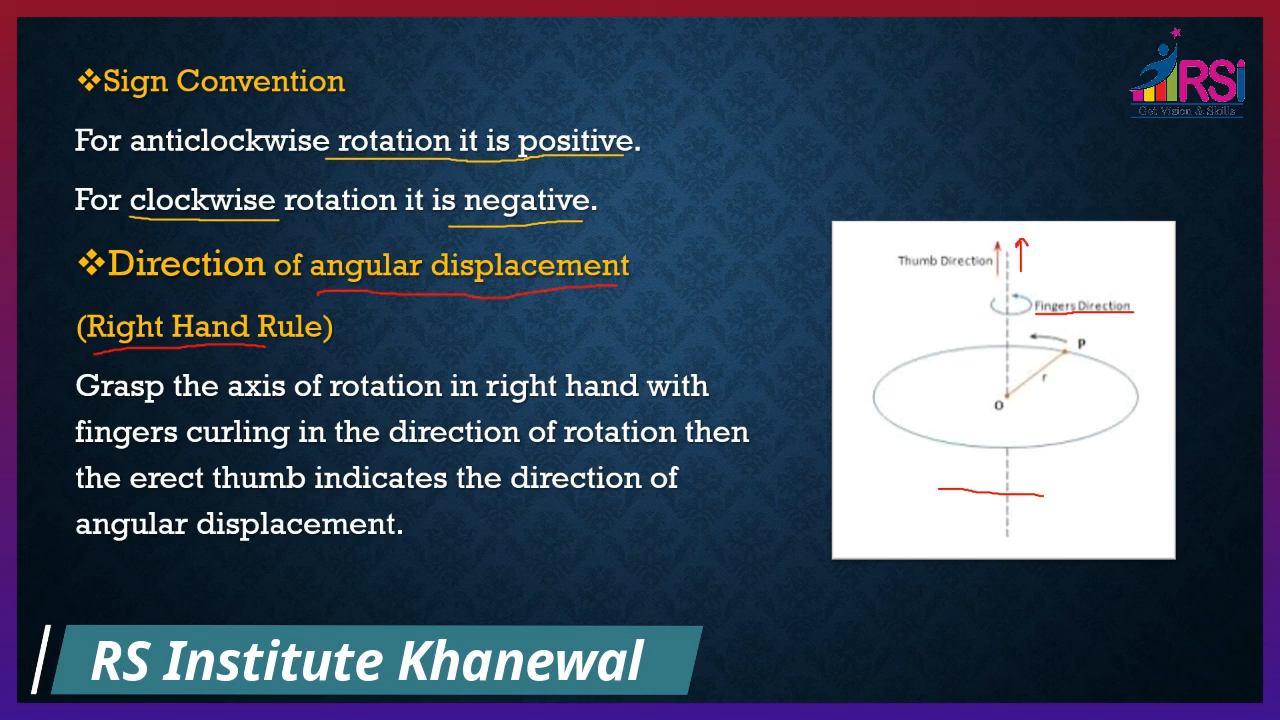 ❖Sign Convention
For anticlockwise rotation it is positive.
For clockwise rotation it is negative.
❖Direction of angular displacement
(Right Hand Rule)
Grasp the axis of rotation in right hand with
fingers curling in the direction of rotation then
the erect thumb indicates the direction of
angular displacement.
RSi
Get Vision & Skills
Thumb Direction
Fingers Direction
P
r
O
RS Institute Khanewal